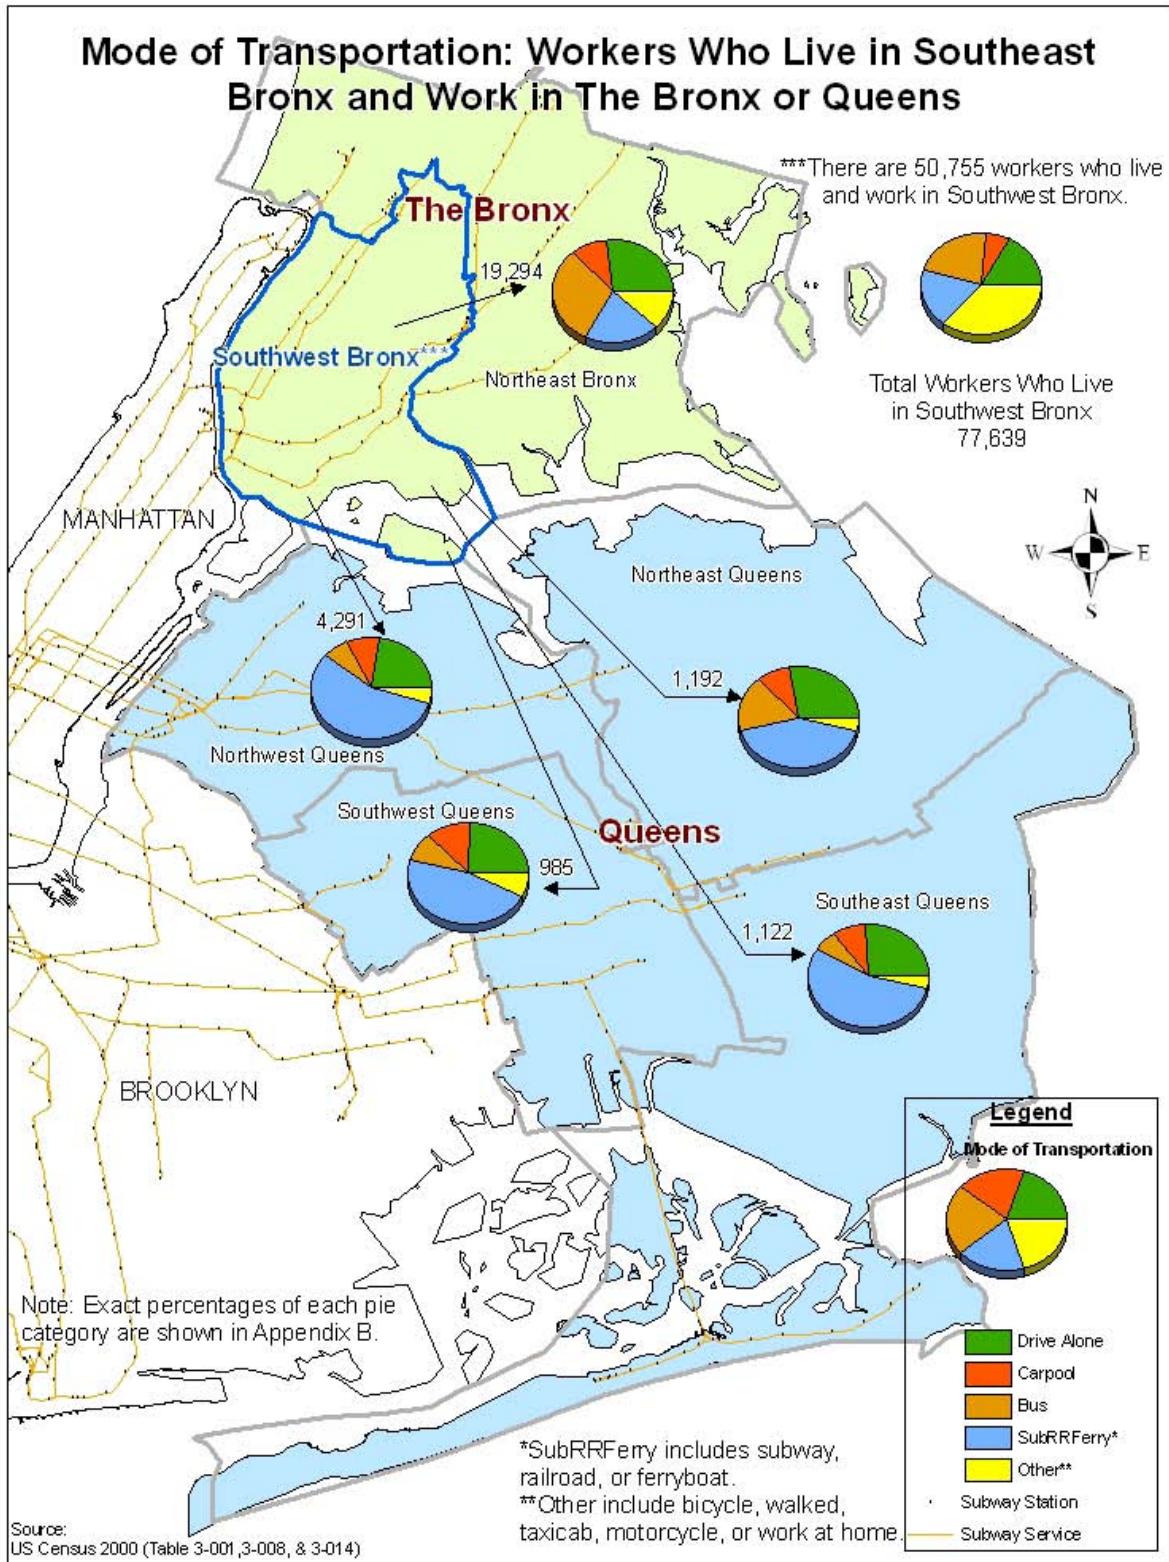 Mode of Transportation: Workers Who Live in Southeast
Bronx and Work in The Bronx or Queens
***There are 50,755 workers who live
and work in Southwest Bronx.
The Bronx
19,294
Southwest Bronx***
Northeast Bronx
Total Workers Who Live
in Southwest Bronx
77,639
MANHATTAN
N
W
E
S
Northeast Queens
4,291
1,192
Northwest Queens
Southwest Queens
Queens
985
Southeast Queens
1,122
BROOKLYN
Legend
Mode of Transportation
Note: Exact percentages of each pie
category are shown in Appendix B.
Drive Alone
Carpool
Bus
SubRRFerry*
Other**
Subway Station
Subway Service
*SubRRFerry includes subway,
railroad, or ferryboat.
**Other include bicycle, walked,
taxicab, motorcycle, or work at home.
Source:
US Census 2000 (Table 3-001,3-008, & 3-014)